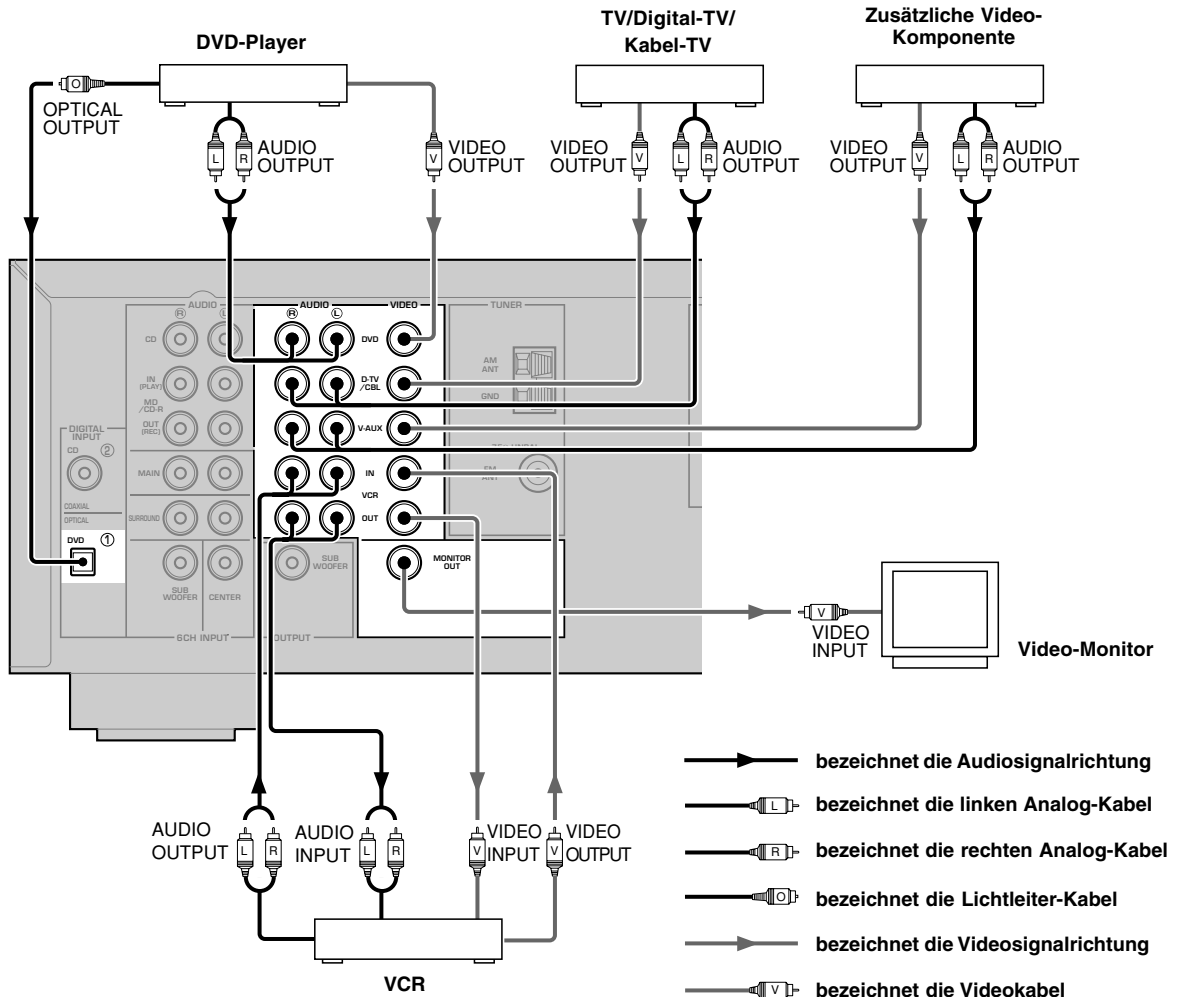 DVD-Player
TV/Digital-TV/
Kabel-TV
Zusätzliche Video-
Komponente
O
OPTICAL
OUTPUT
L R
AUDIO
OUTPUT
V
VIDEO
OUTPUT
VIDEO
OUTPUT
V
L R
AUDIO
OUTPUT
VIDEO
OUTPUT
V
L R
AUDIO
OUTPUT
AUDIO
R L
CD
IN
(PLAY)
MD
/CD-R
OUT
(REC)
MAIN
SURROUND
SUB
WOOFER
CENTER
6CH INPUT
DIGITAL
INPUT
CD ②
COAXIAL
OPTICAL
DVD ①
AUDIO
R L
VIDEO
DVD
D-TV
/CBL
V-AUX
IN
VCR
OUT
SUB
WOOFER
OUTPUT
MONITOR
OUT
TUNER
AM
ANT
GND
FM
ANT
V
VIDEO
INPUT
Video-Monitor
AUDIO
OUTPUT
L R
AUDIO
INPUT
L R
V
VIDEO
INPUT
V
VIDEO
OUTPUT
VCR
bezeichnet die Audiosignalrichtung
L bezeichnet die linken Analog-Kabel
R bezeichnet die rechten Analog-Kabel
O bezeichnet die Lichtleiter-Kabel
bezeichnet die Videosignalrichtung
V bezeichnet die Videokabel